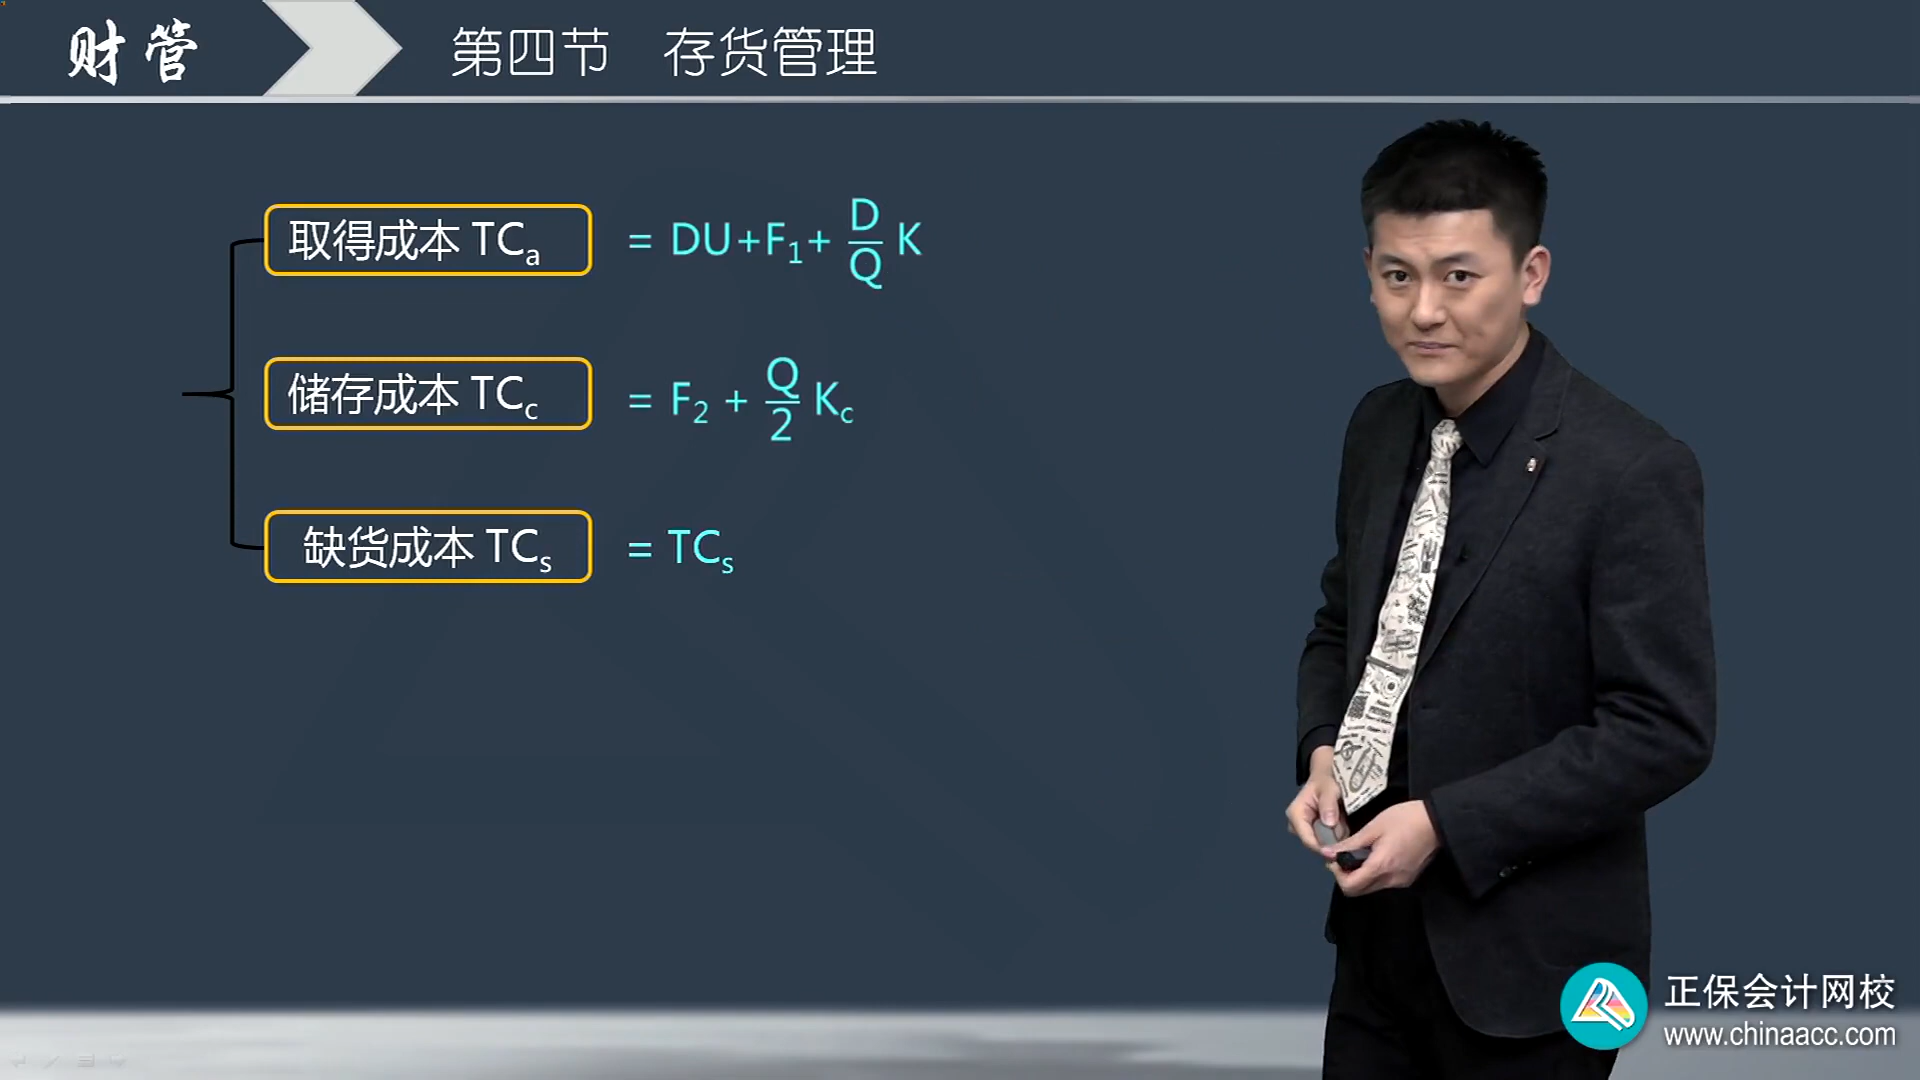 财管
第四节 存货管理
取得成本 TCa = DU+F1+ D/Q K
储存成本 TCc = F2 + Q/2 Kc
缺货成本 TCs = TCs
正保会计网校
www.chinaacc.com